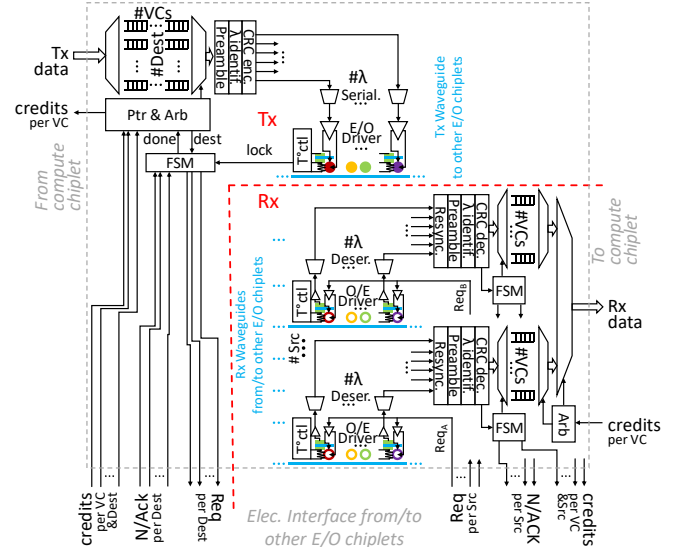 #VCs
#Dest
Tx
data
Preamble
λ identif.
CRC enc.
credits
per VC
Ptr & Arb
done
dest
FSM
lock
Tx
#λ
Serial.
...
E/O
Driver
...
T°ctl
Tx Waveguide
to other E/O chiplets
From
compute
chiplet
Rx
#λ
Deser.
...
O/E
Driver
...
T°ctl
Resync.
Preamble
λ identif.
CRC dec.
#VCs
FSM
Req_B
To
compute
chiplet
Rx
data
Rx Waveguides
from/to other E/O chiplets
# Src
...
#λ
Deser.
...
O/E
Driver
...
T°ctl
Resync.
Preamble
λ identif.
CRC dec.
#VCs
FSM
Req_A
Arb
credits
per VC
credits
per VC
& Dest
N/Ack
per Dest
Req
per Dest
Elec. Interface from/to
other E/O chiplets
Req
per Src
N/ACK
per Src
credits
per VC
&Src